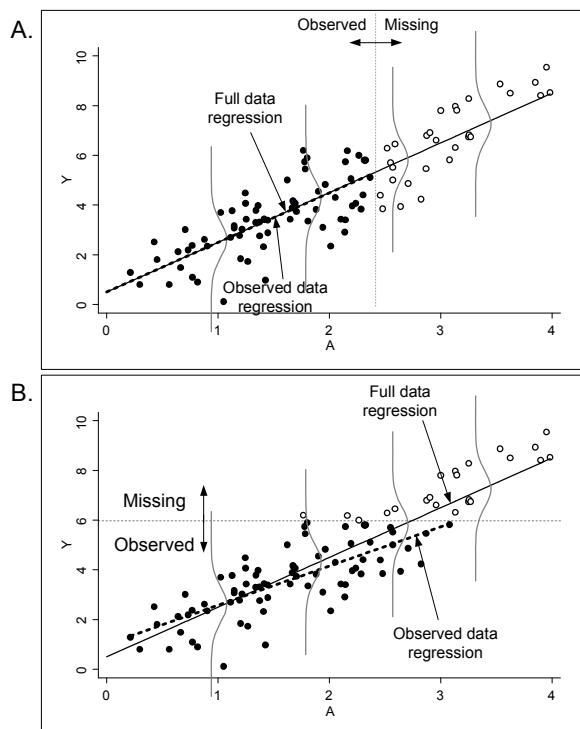 A.
Observed Missing
Full data
regression
Observed data
regression
Y
0 2 4 6 8 10
0 1 2 3 4
A
B.
Full data
regression
Missing
Observed
Observed data
regression
Y
0 2 4 6 8 10
0 1 2 3 4
A